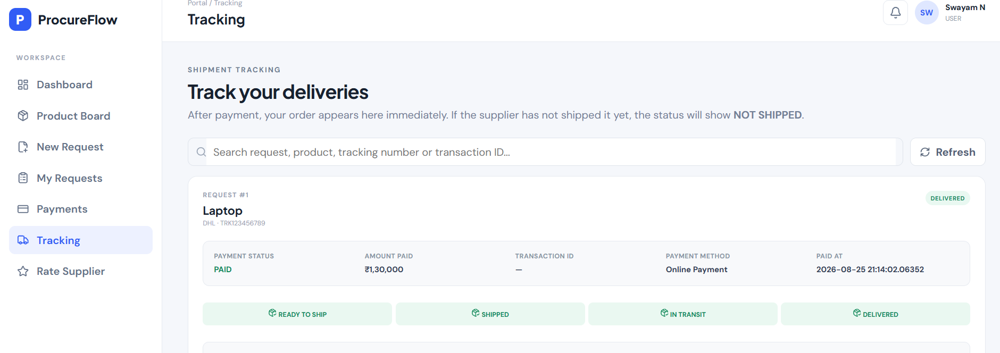 P ProcureFlow
WORKSPACE
Dashboard
Product Board
New Request
My Requests
Payments
Tracking
Rate Supplier
Portal / Tracking
Tracking
SW
Swayam N
USER
SHIPMENT TRACKING
Track your deliveries
After payment, your order appears here immediately. If the supplier has not shipped it yet, the status will show NOT SHIPPED.
Search request, product, tracking number or transaction ID...
Refresh
REQUEST #1
DELIVERED
Laptop
DHL · TRK123456789
PAYMENT STATUS AMOUNT PAID TRANSACTION ID PAYMENT METHOD PAID AT
PAID ₹1,30,000 — Online Payment 2026-08-25 21:14:02.06352
READY TO SHIP SHIPPED IN TRANSIT DELIVERED